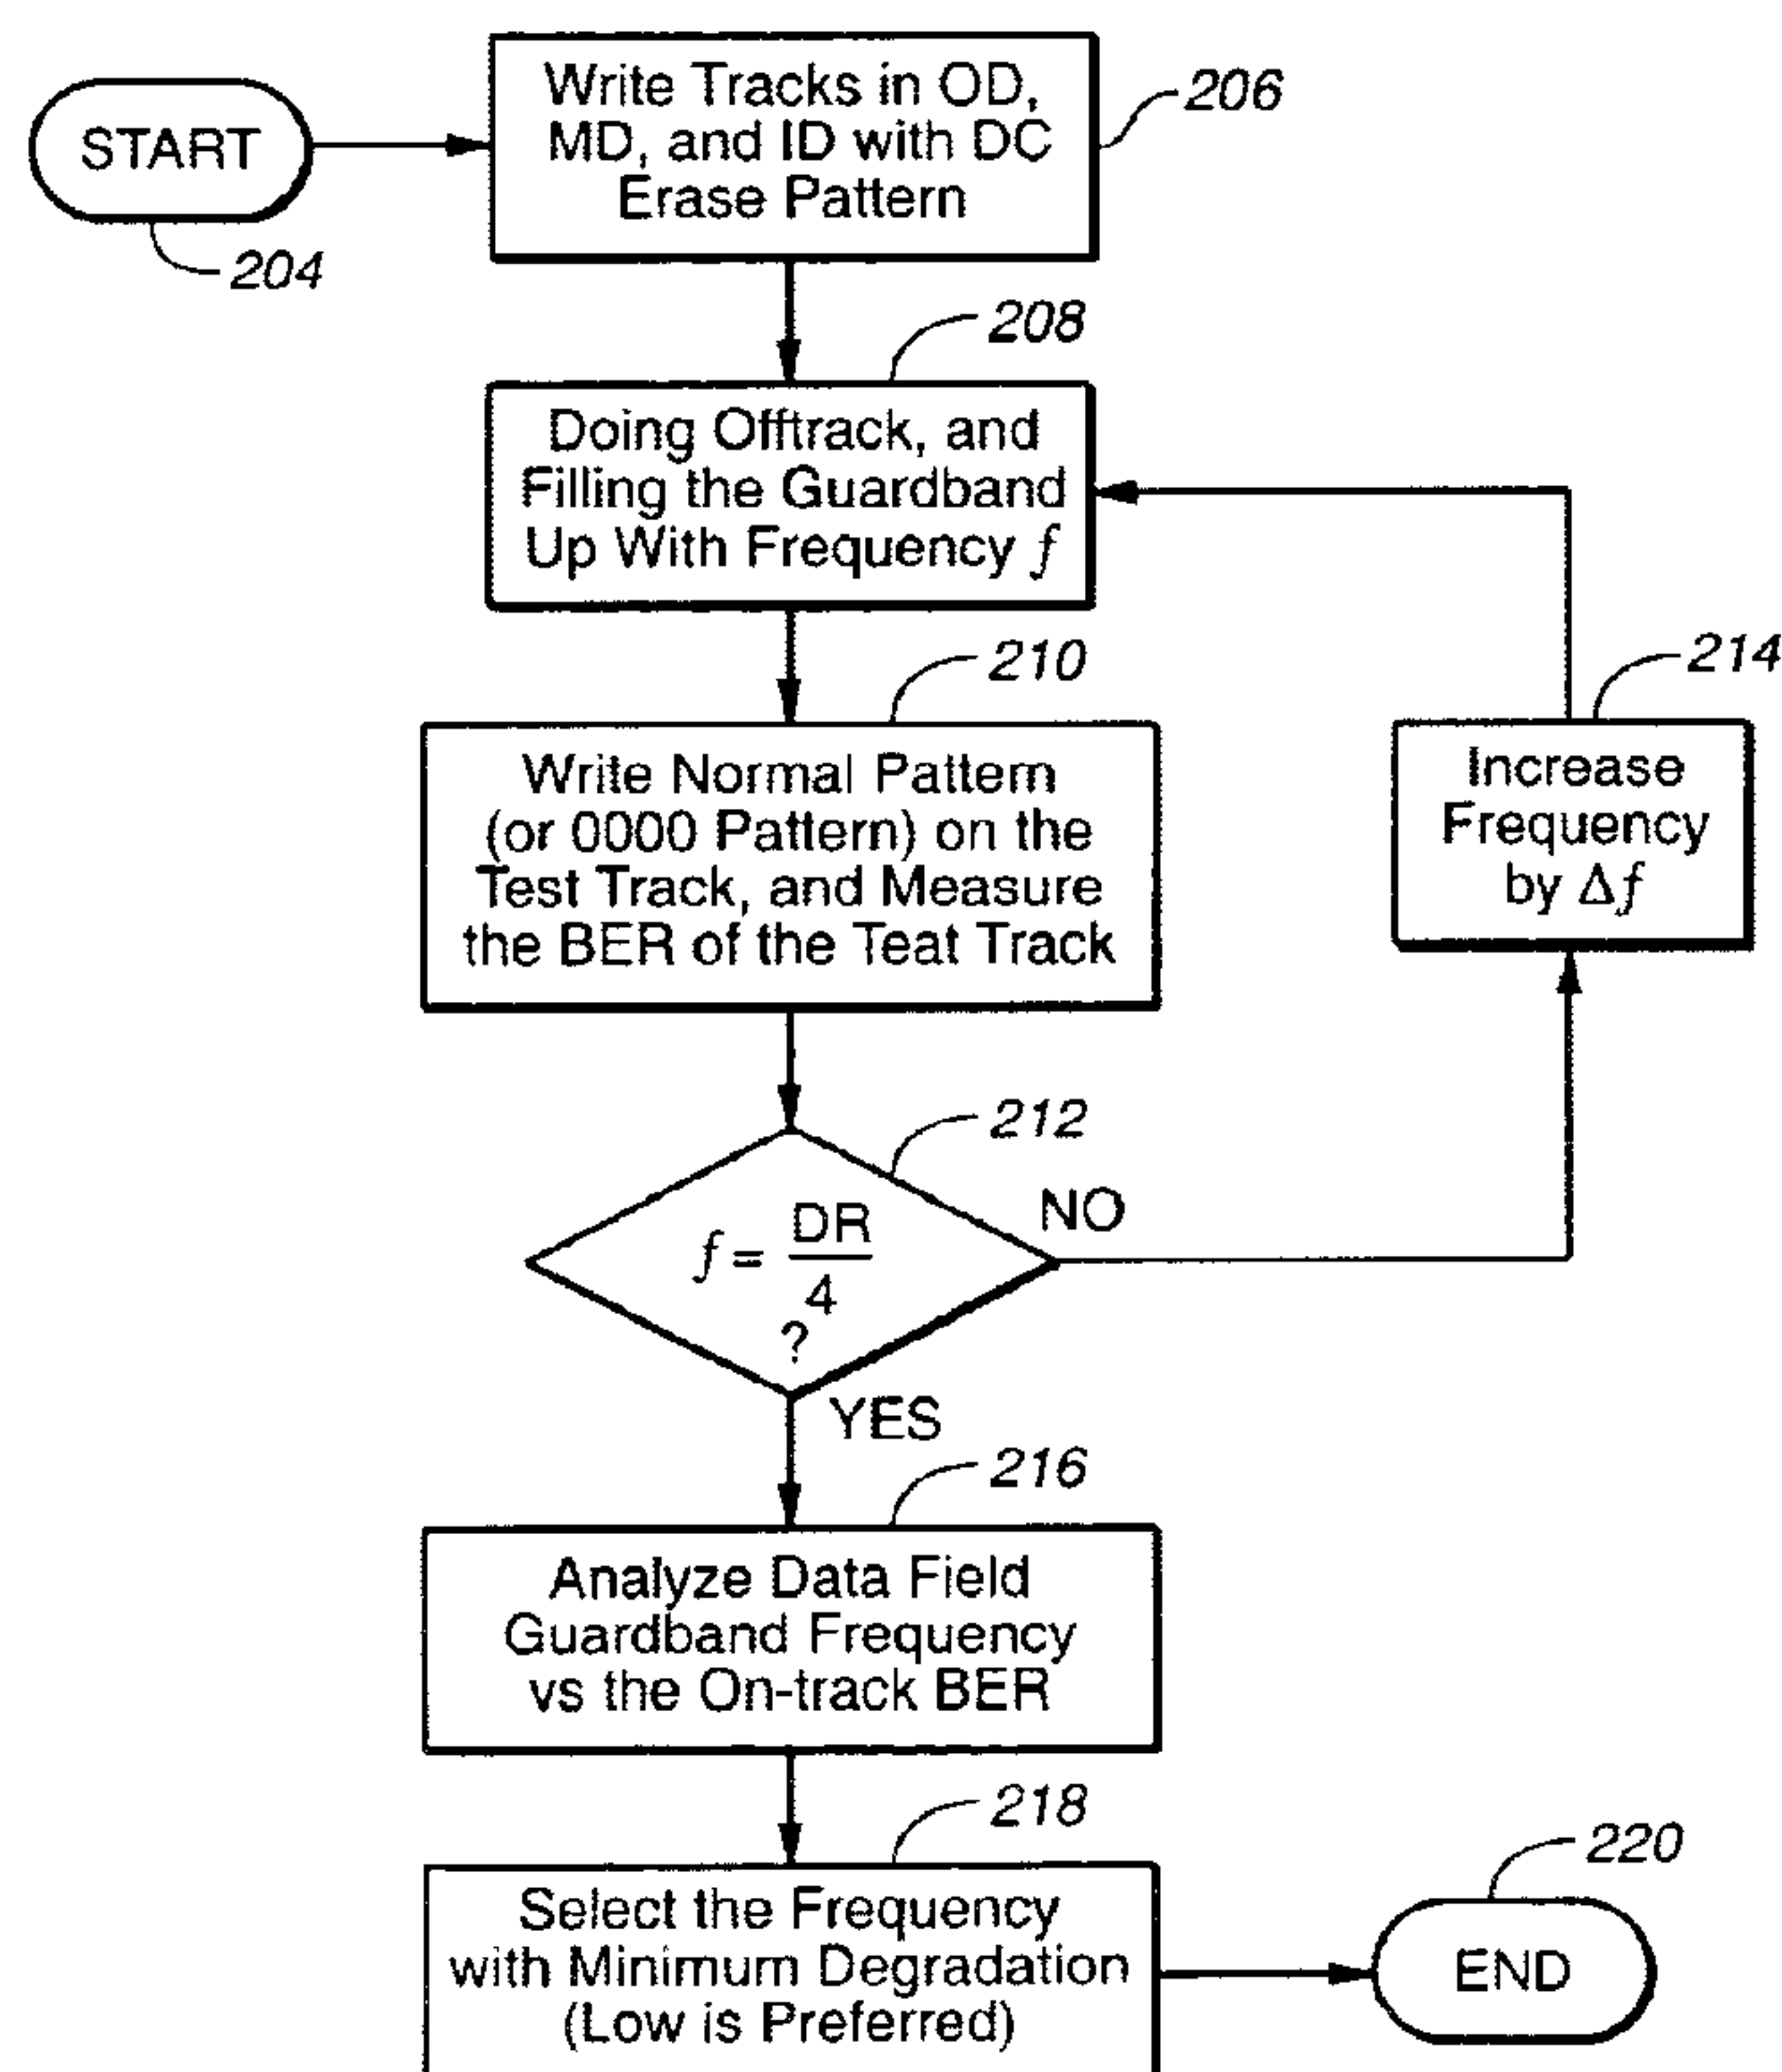 START
204
Write Tracks in OD,
MD, and ID with DC
Erase Pattern
206
208
Doing Offtrack, and
Filling the Guardband
Up With Frequency f
210
Write Normal Pattern
(or 0000 Pattern) on the
Test Track, and Measure
the BER of the Teat Track
214
Increase
Frequency
by Δf
212
f = DR
4
?
NO
YES
216
Analyze Data Field
Guardband Frequency
vs the On-track BER
218
Select the Frequency
with Minimum Degradation
(Low is Preferred)
220
END